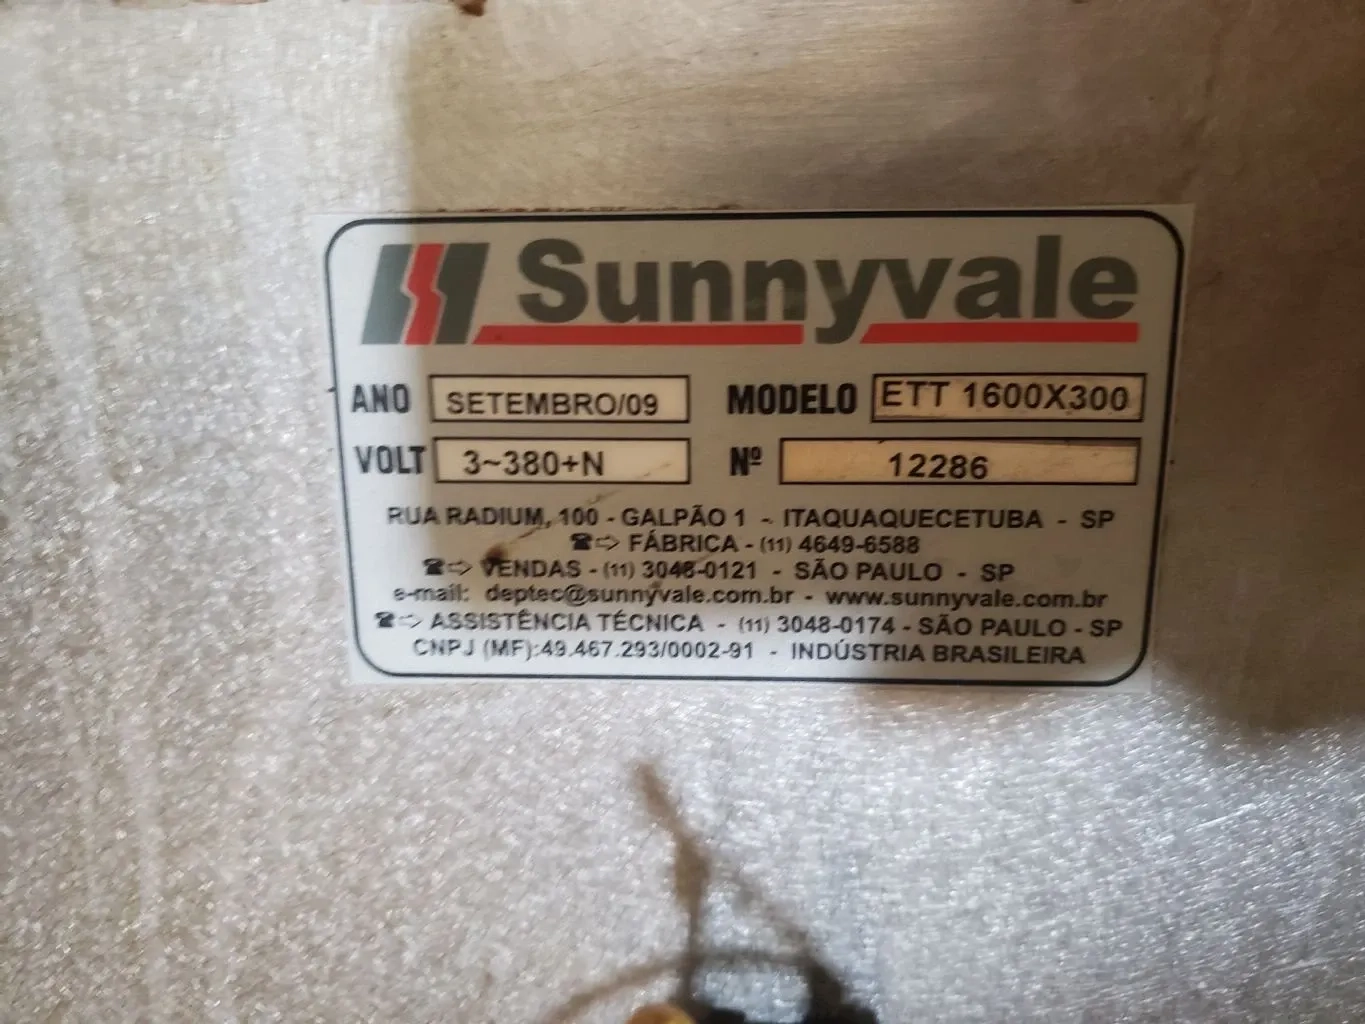 Sunnyvale
ANO SETEMBRO/09 MODELO ETT 1600X300
VOLT 3~380+N Nº 12286
RUA RADIUM, 100 - GALPÃO 1 - ITAQUAQUECETUBA - SP
☎⇨ FÁBRICA - (11) 4649-6588
☎⇨ VENDAS - (11) 3048-0121 - SÃO PAULO - SP
e-mail: deptec@sunnyvale.com.br - www.sunnyvale.com.br
☎⇨ ASSISTÊNCIA TÉCNICA - (11) 3048-0174 - SÃO PAULO - SP
CNPJ (MF):49.467.293/0002-91 - INDÚSTRIA BRASILEIRA